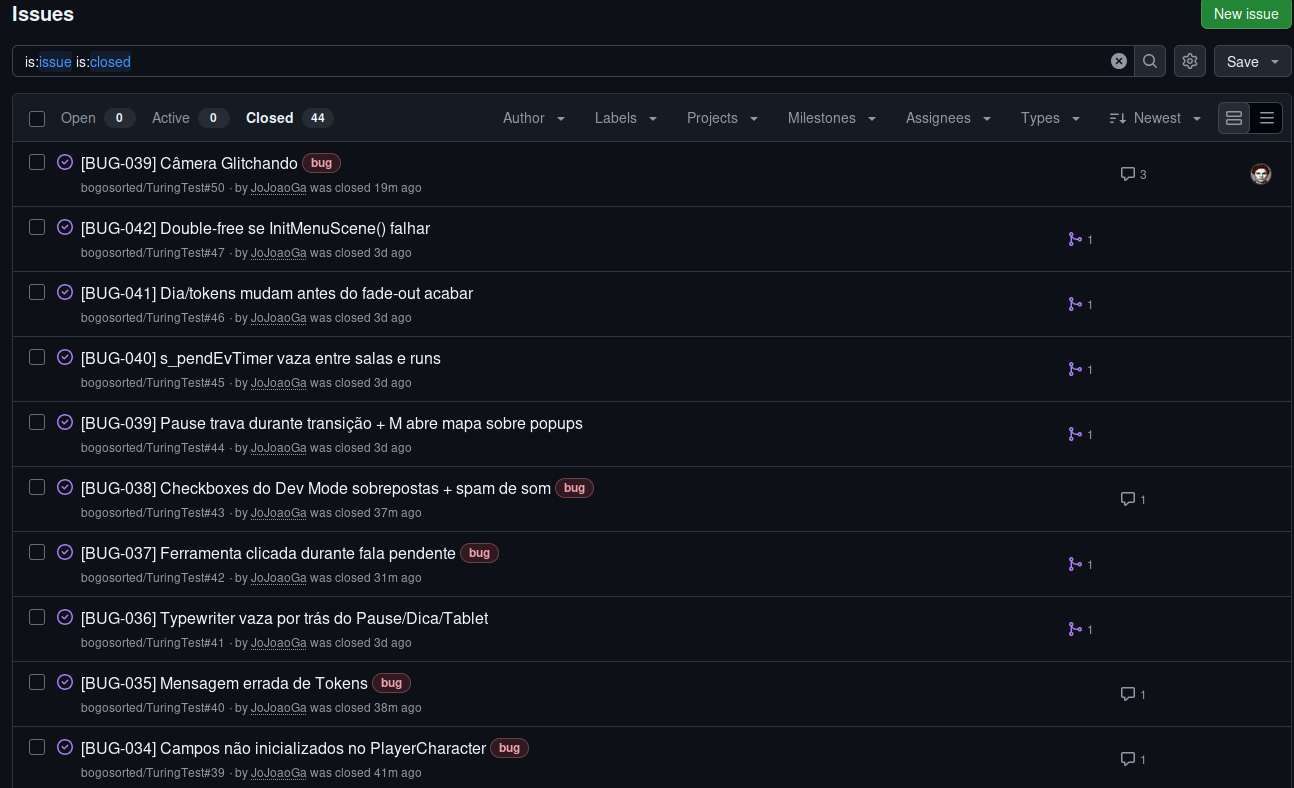 Issues
New issue
is:issue is:closed
Save
Open 0 Active 0 Closed 44 Author Labels Projects Milestones Assignees Types Newest
[BUG-039] Câmera Glitchando bug
bogosorted/TuringTest#50 · by JoJoaoGa was closed 19m ago
3
[BUG-042] Double-free se InitMenuScene() falhar
bogosorted/TuringTest#47 · by JoJoaoGa was closed 3d ago
1
[BUG-041] Dia/tokens mudam antes do fade-out acabar
bogosorted/TuringTest#46 · by JoJoaoGa was closed 3d ago
1
[BUG-040] s_pendEvTimer vaza entre salas e runs
bogosorted/TuringTest#45 · by JoJoaoGa was closed 3d ago
1
[BUG-039] Pause trava durante transição + M abre mapa sobre popups
bogosorted/TuringTest#44 · by JoJoaoGa was closed 3d ago
1
[BUG-038] Checkboxes do Dev Mode sobrepostas + spam de som bug
bogosorted/TuringTest#43 · by JoJoaoGa was closed 37m ago
1
[BUG-037] Ferramenta clicada durante fala pendente bug
bogosorted/TuringTest#42 · by JoJoaoGa was closed 31m ago
1
[BUG-036] Typewriter vaza por trás do Pause/Dica/Tablet
bogosorted/TuringTest#41 · by JoJoaoGa was closed 3d ago
1
[BUG-035] Mensagem errada de Tokens bug
bogosorted/TuringTest#40 · by JoJoaoGa was closed 38m ago
1
[BUG-034] Campos não inicializados no PlayerCharacter bug
bogosorted/TuringTest#39 · by JoJoaoGa was closed 41m ago
1